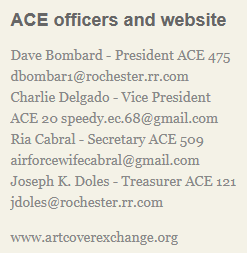 ACE officers and website
Dave Bombard - President ACE 475
dbombar1@rochester.rr.com
Charlie Delgado - Vice President
ACE 20 speedy.ec.68@gmail.com
Ria Cabral - Secretary ACE 509
airforcewifecabral@gmail.com
Joseph K. Doles - Treasurer ACE 121
jdoles@rochester.rr.com
www.artcoverexchange.org